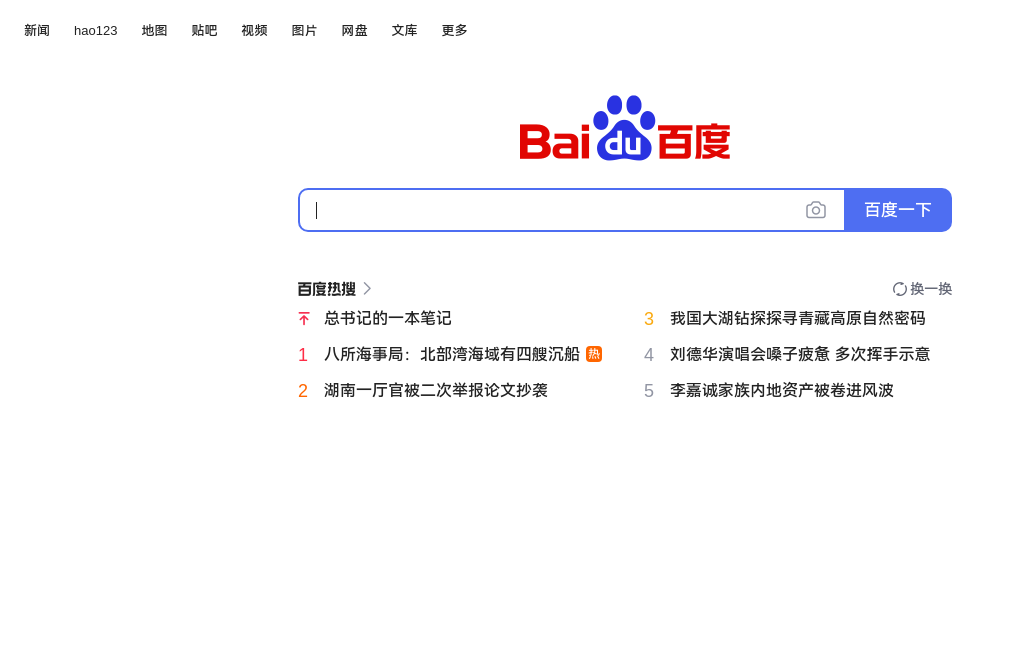 新闻 hao123 地图 贴吧 视频 图片 网盘 文库 更多
Bai du 百度
百度一下
百度热搜 换一换
总书记的一本笔记
1 八所海事局：北部湾海域有四艘沉船 热
2 湖南一厅官被二次举报论文抄袭
3 我国大湖钻探探寻青藏高原自然密码
4 刘德华演唱会嗓子疲惫 多次挥手示意
5 李嘉诚家族内地资产被卷进风波